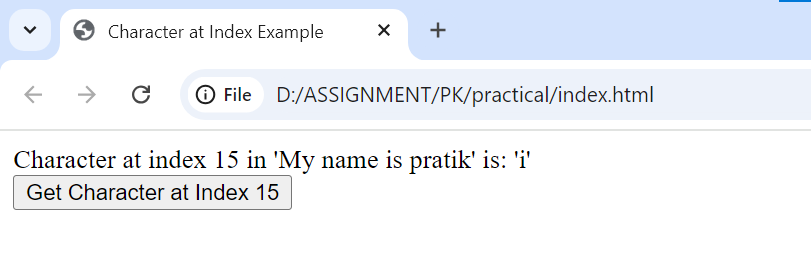 Character at Index Example
File D:/ASSIGNMENT/PK/practical/index.html
Character at index 15 in 'My name is pratik' is: 'i'
Get Character at Index 15